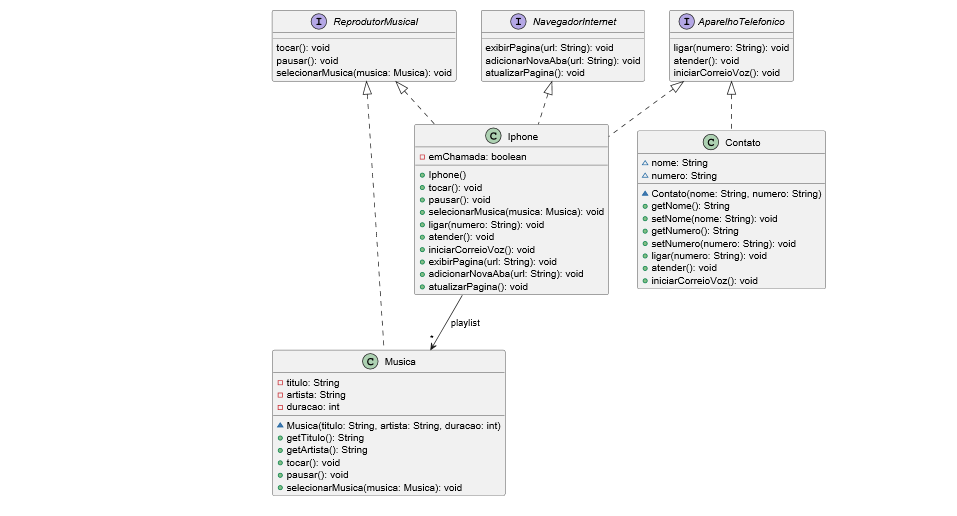 I ReprodutorMusical
tocar(): void
pausar(): void
selecionarMusica(musica: Musica): void
I NavegadorInternet
exibirPagina(url: String): void
adicionarNovaAba(url: String): void
atualizarPagina(): void
I AparelhoTelefonico
ligar(numero: String): void
atender(): void
iniciarCorreioVoz(): void
C Iphone
emChamada: boolean
Iphone()
tocar(): void
pausar(): void
selecionarMusica(musica: Musica): void
ligar(numero: String): void
atender(): void
iniciarCorreioVoz(): void
exibirPagina(url: String): void
adicionarNovaAba(url: String): void
atualizarPagina(): void
C Contato
nome: String
numero: String
Contato(nome: String, numero: String)
getNome(): String
setNome(nome: String): void
getNumero(): String
setNumero(numero: String): void
ligar(numero: String): void
atender(): void
iniciarCorreioVoz(): void
playlist
*
C Musica
titulo: String
artista: String
duracao: int
Musica(titulo: String, artista: String, duracao: int)
getTitulo(): String
getArtista(): String
tocar(): void
pausar(): void
selecionarMusica(musica: Musica): void